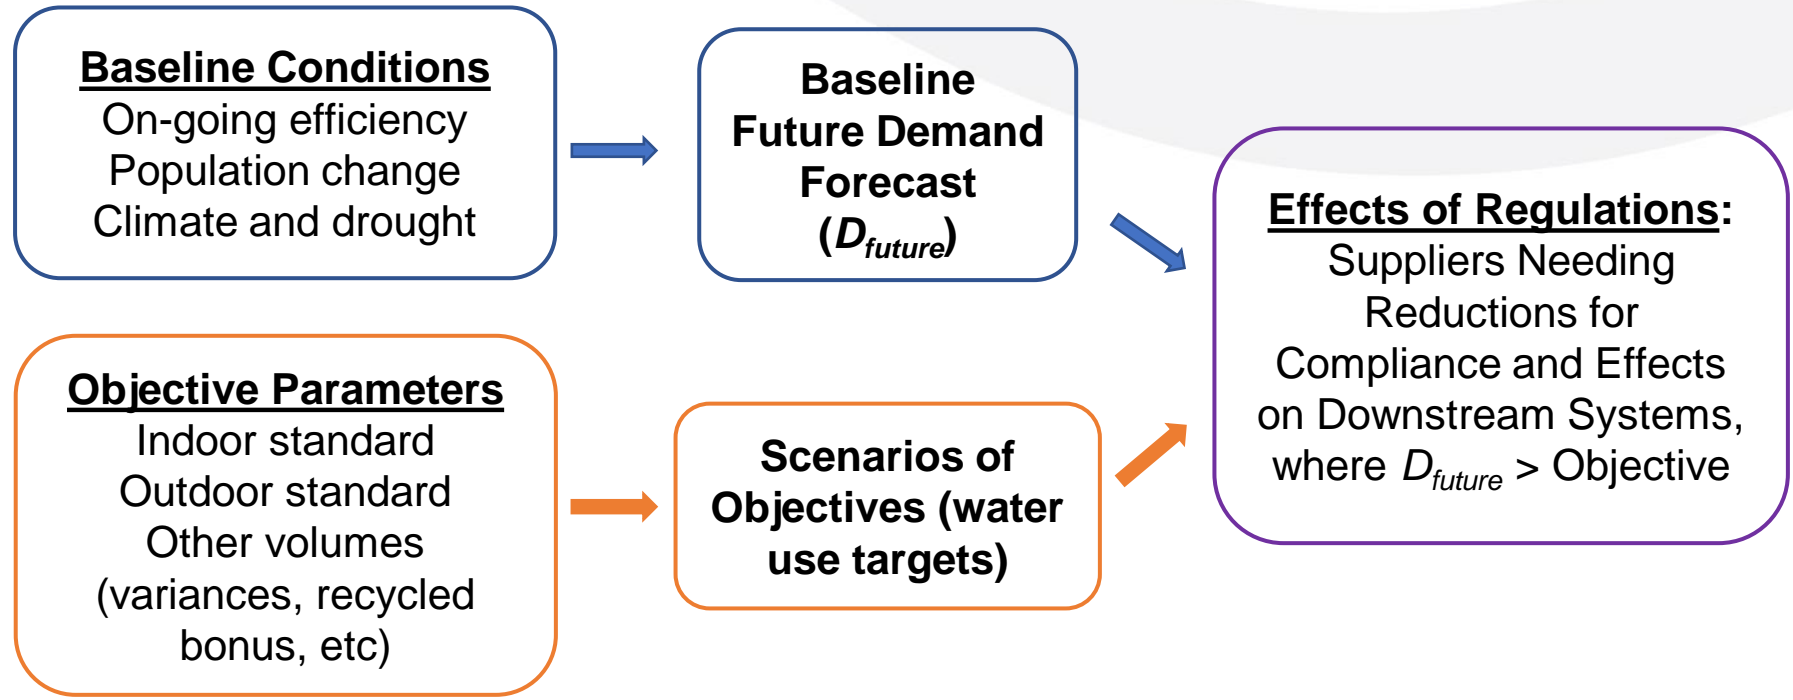 Baseline Conditions
On-going efficiency
Population change
Climate and drought
Baseline
Future Demand
Forecast
(D_future)
Objective Parameters
Indoor standard
Outdoor standard
Other volumes
(variances, recycled
bonus, etc)
Scenarios of
Objectives (water
use targets)
Effects of Regulations:
Suppliers Needing
Reductions for
Compliance and Effects
on Downstream Systems,
where D_future > Objective